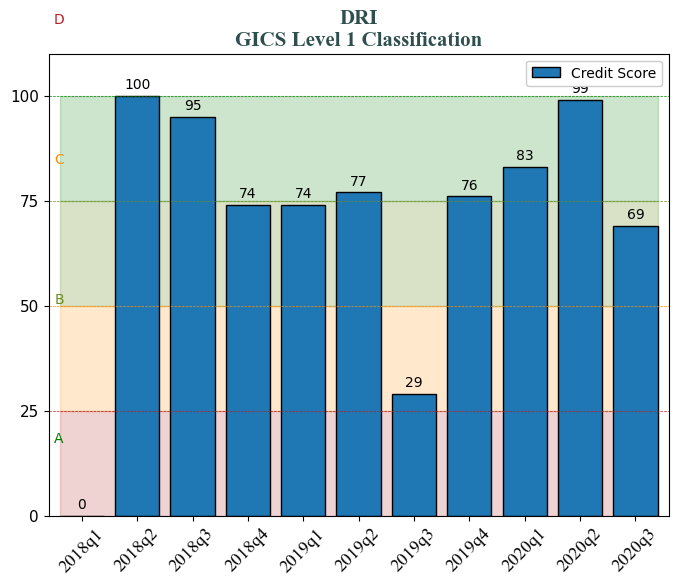 D
DRI
GICS Level 1 Classification
Credit Score
100
75
50
25
0
C
B
A
0
100
95
74
74
77
29
76
83
99
69
2018q1
2018q2
2018q3
2018q4
2019q1
2019q2
2019q3
2019q4
2020q1
2020q2
2020q3